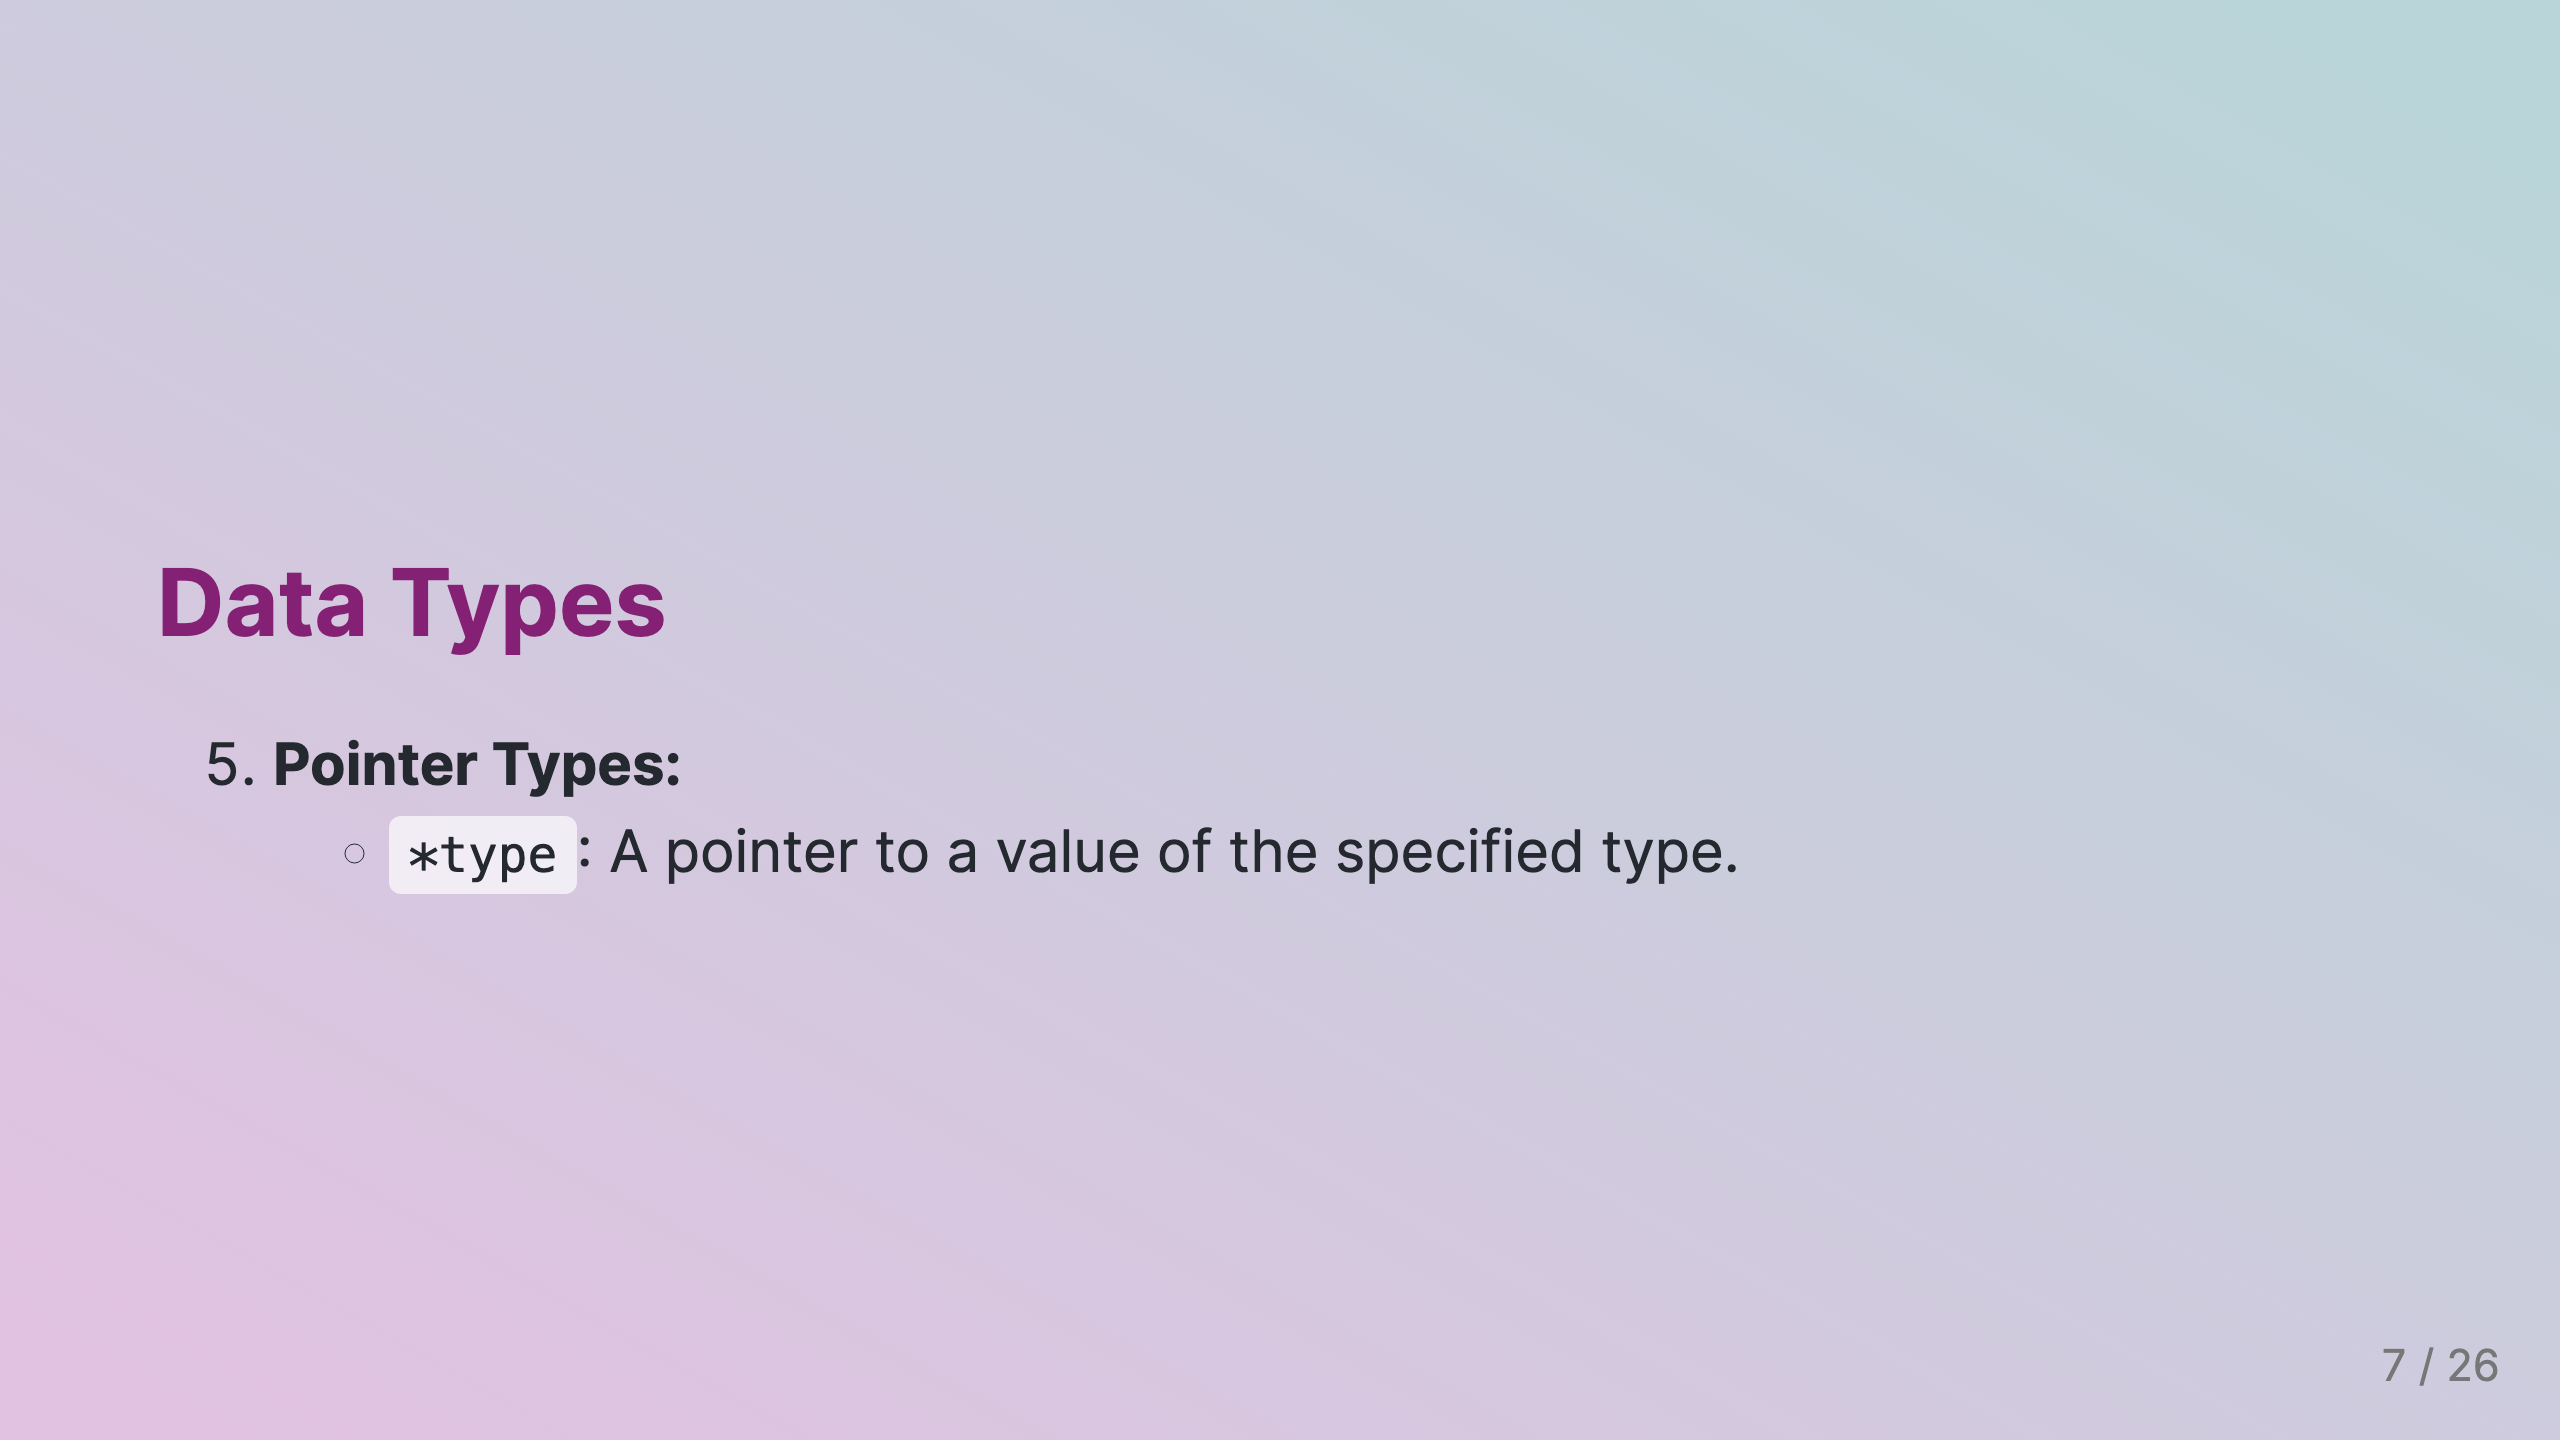 Data Types
5. Pointer Types:
*type: A pointer to a value of the specified type.
7 / 26